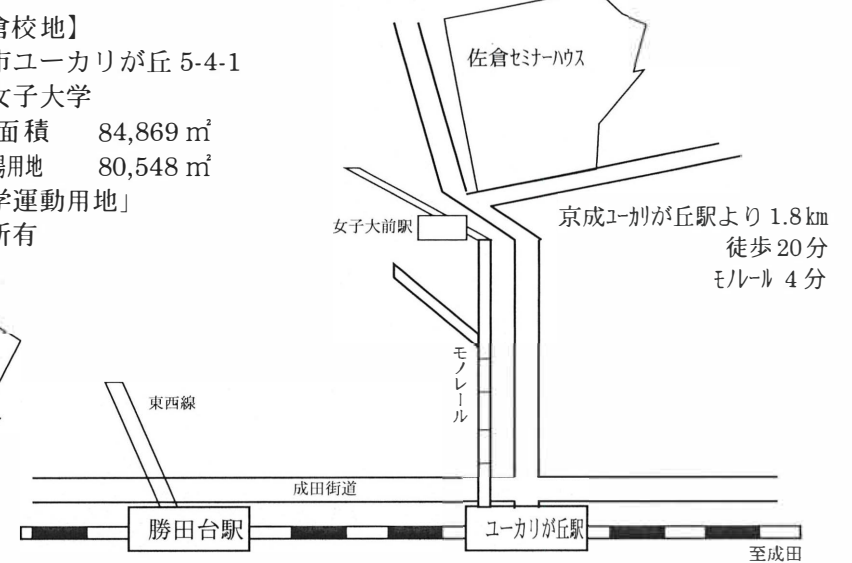 倉校地】
市ユーカリが丘 5-4-1
女子大学
面積 84,869 ㎡
場用地 80,548 ㎡
学運動用地」
所有
佐倉セミナーハウス
女子大前駅
京成ユーカリが丘駅より 1.8㎞
徒歩 20 分
モノレール 4 分
モノレール
東西線
成田街道
勝田台駅
ユーカリが丘駅
至成田